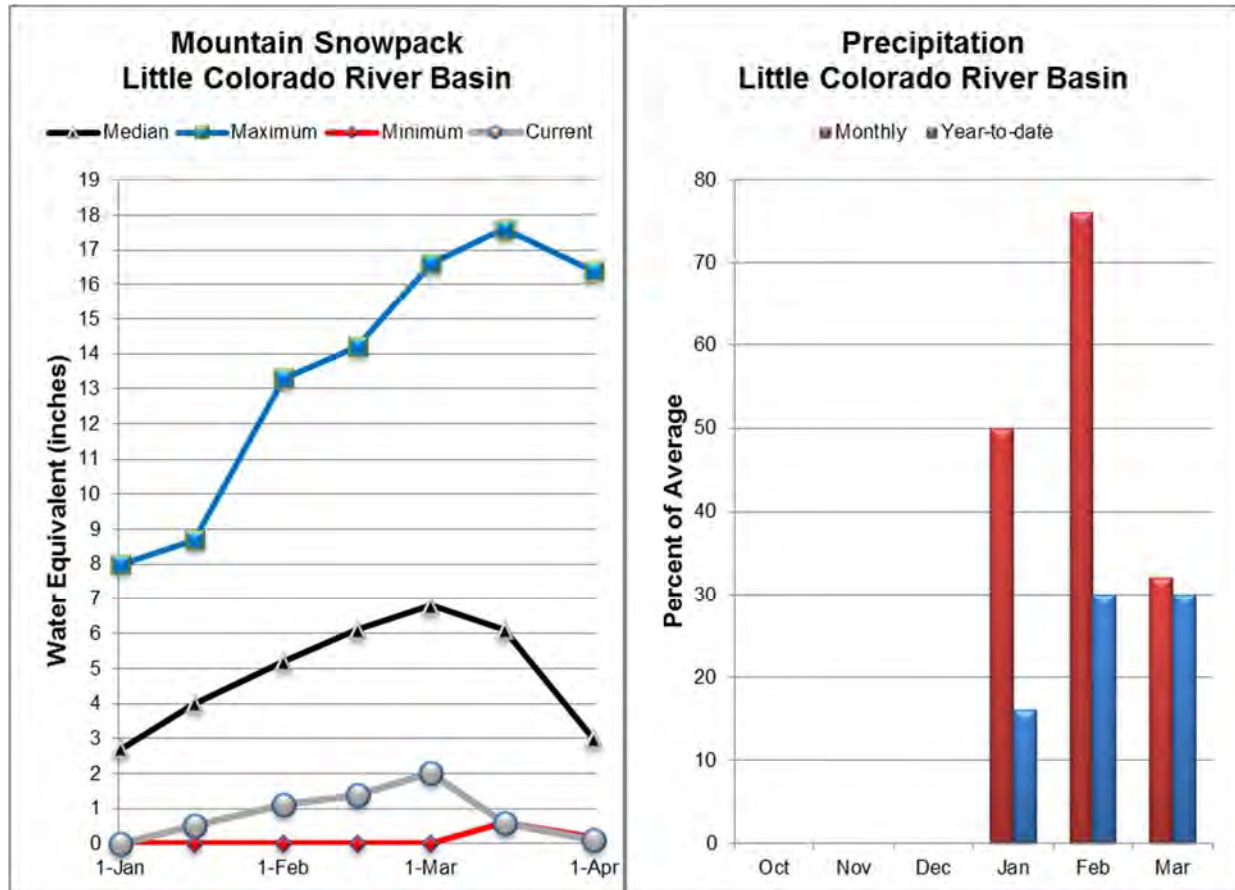 Mountain Snowpack
Little Colorado River Basin
Median Maximum Minimum Current
Water Equivalent (inches)
19
18
17
16
15
14
13
12
11
10
9
8
7
6
5
4
3
2
1
0
1-Jan 1-Feb 1-Mar 1-Apr
Precipitation
Little Colorado River Basin
Monthly Year-to-date
Percent of Average
80
70
60
50
40
30
20
10
0
Oct Nov Dec Jan Feb Mar